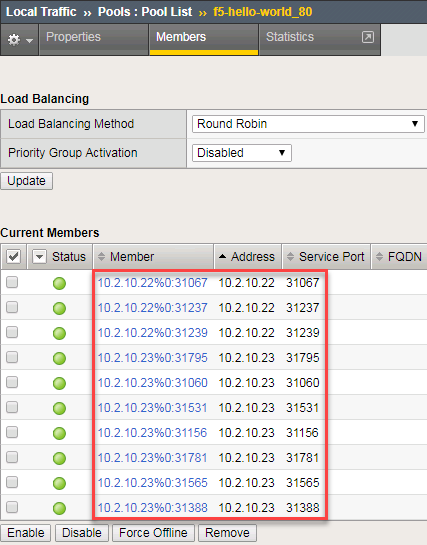 Local Traffic ›› Pools : Pool List ›› f5-hello-world_80
Properties Members Statistics
Load Balancing
Load Balancing Method Round Robin
Priority Group Activation Disabled
Update
Current Members
Status Member Address Service Port FQDN
10.2.10.22%0:31067 10.2.10.22 31067
10.2.10.22%0:31237 10.2.10.22 31237
10.2.10.22%0:31239 10.2.10.22 31239
10.2.10.23%0:31795 10.2.10.23 31795
10.2.10.23%0:31060 10.2.10.23 31060
10.2.10.23%0:31531 10.2.10.23 31531
10.2.10.23%0:31156 10.2.10.23 31156
10.2.10.23%0:31781 10.2.10.23 31781
10.2.10.23%0:31565 10.2.10.23 31565
10.2.10.23%0:31388 10.2.10.23 31388
Enable Disable Force Offline Remove